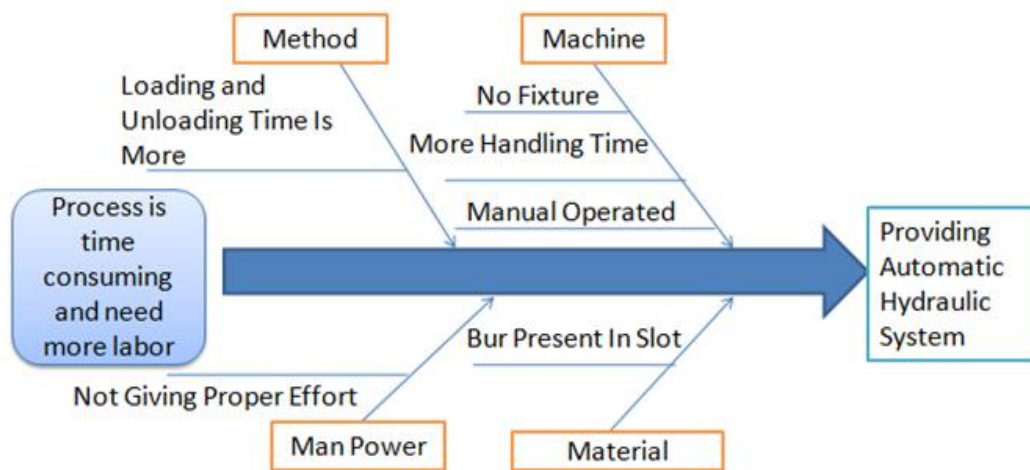 Method
Machine
Loading and
Unloading Time Is
More
No Fixture
More Handling Time
Manual Operated
Process is
time
consuming
and need
more labor
Providing
Automatic
Hydraulic
System
Bur Present In Slot
Not Giving Proper Effort
Man Power
Material